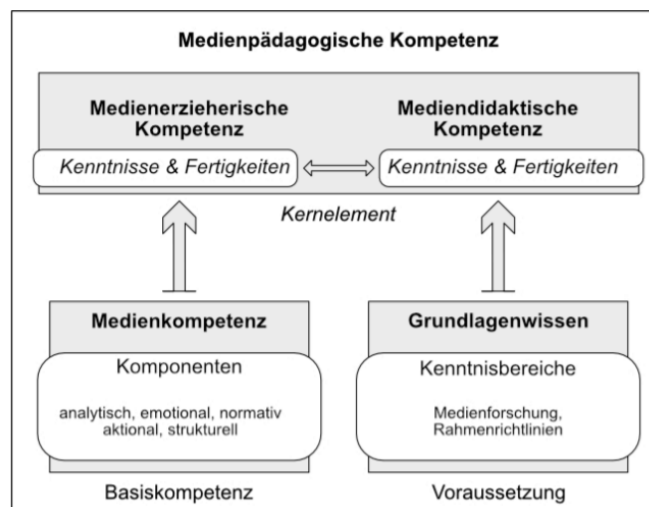 Medienpädagogische Kompetenz
Medienerzieherische
Kompetenz
Kenntnisse & Fertigkeiten
Mediendidaktische
Kompetenz
Kenntnisse & Fertigkeiten
Kernelement
Medienkompetenz
Komponenten
analytisch, emotional, normativ
aktional, strukturell
Basiskompetenz
Grundlagenwissen
Kenntnisbereiche
Medienforschung,
Rahmenrichtlinien
Voraussetzung